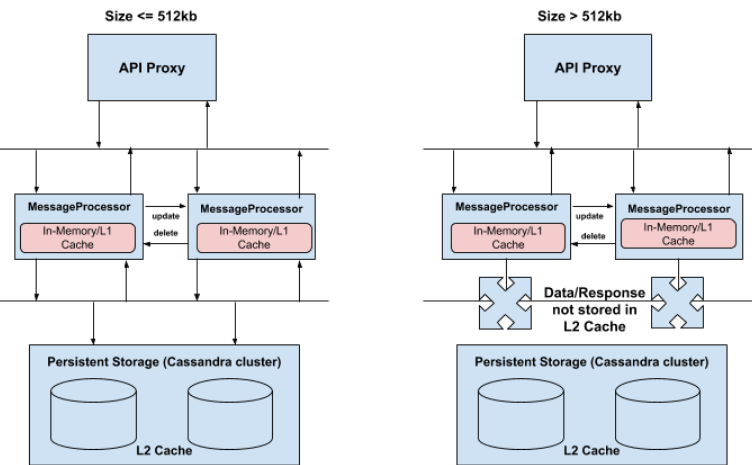 Size <= 512kb
API Proxy
MessageProcessor
In-Memory/L1
Cache
update
delete
MessageProcessor
In-Memory/L1
Cache
Persistent Storage (Cassandra cluster)
L2 Cache
Size > 512kb
API Proxy
MessageProcessor
In-Memory/L1
Cache
update
delete
MessageProcessor
In-Memory/L1
Cache
Data/Response
not stored in
L2 Cache
Persistent Storage (Cassandra cluster)
L2 Cache